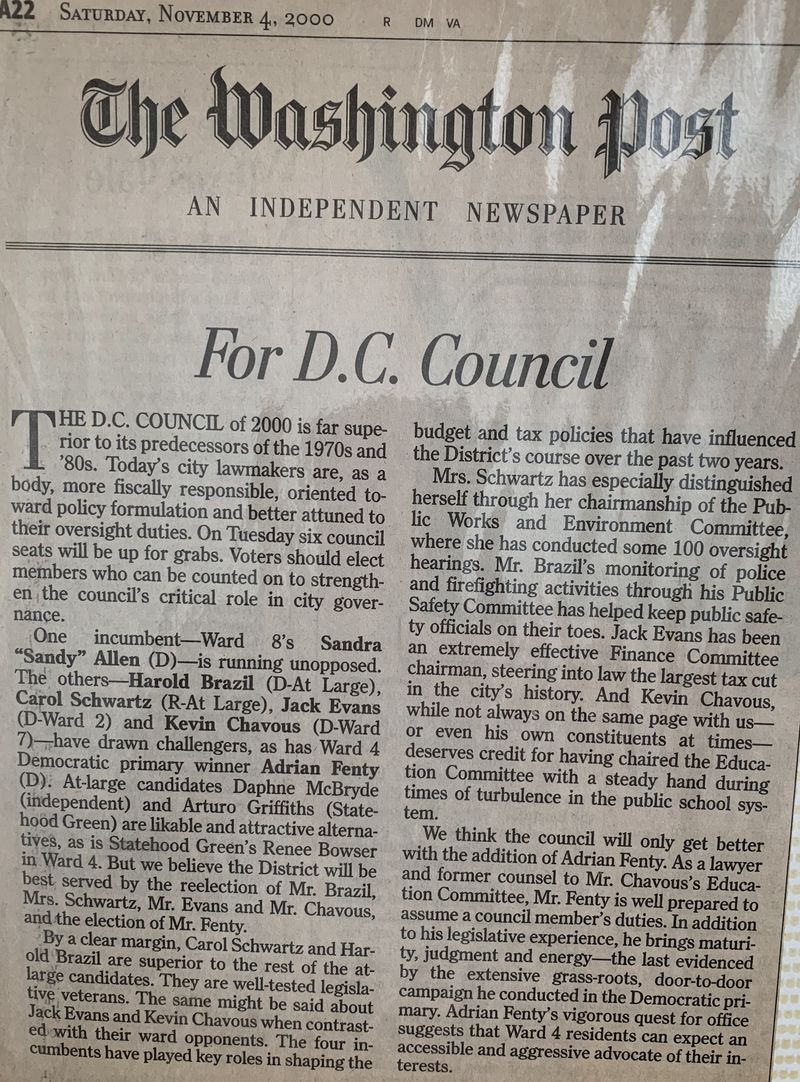 A22 SATURDAY, NOVEMBER 4, 2000 R DM VA
The Washington Post
AN INDEPENDENT NEWSPAPER
For D.C. Council
THE D.C. COUNCIL of 2000 is far supe-
rior to its predecessors of the 1970s and
'80s. Today's city lawmakers are, as a
body, more fiscally responsible, oriented to-
ward policy formulation and better attuned to
their oversight duties. On Tuesday six council
seats will be up for grabs. Voters should elect
members who can be counted on to strength-
en the council's critical role in city gover-
nance.
One incumbent—Ward 8's Sandra
"Sandy" Allen (D)—is running unopposed.
The others—Harold Brazil (D-At Large),
Carol Schwartz (R-At Large), Jack Evans
(D-Ward 2) and Kevin Chavous (D-Ward
7)—have drawn challengers, as has Ward 4
Democratic primary winner Adrian Fenty
(D). At-large candidates Daphne McBryde
(independent) and Arturo Griffiths (State-
hood Green) are likable and attractive alterna-
tives, as is Statehood Green's Renee Bowser
in Ward 4. But we believe the District will be
best served by the reelection of Mr. Brazil,
Mrs. Schwartz, Mr. Evans and Mr. Chavous,
and the election of Mr. Fenty.
By a clear margin, Carol Schwartz and Har-
old Brazil are superior to the rest of the at-
large candidates. They are well-tested legisla-
tive veterans. The same might be said about
Jack Evans and Kevin Chavous when contrast-
ed with their ward opponents. The four in-
cumbents have played key roles in shaping the
budget and tax policies that have influenced
the District's course over the past two years.
Mrs. Schwartz has especially distinguished
herself through her chairmanship of the Pub-
lic Works and Environment Committee,
where she has conducted some 100 oversight
hearings. Mr. Brazil's monitoring of police
and firefighting activities through his Public
Safety Committee has helped keep public safe-
ty officials on their toes. Jack Evans has been
an extremely effective Finance Committee
chairman, steering into law the largest tax cut
in the city's history. And Kevin Chavous,
while not always on the same page with us—
or even his own constituents at times—
deserves credit for having chaired the Educa-
tion Committee with a steady hand during
times of turbulence in the public school sys-
tem.
We think the council will only get better
with the addition of Adrian Fenty. As a lawyer
and former counsel to Mr. Chavous's Educa-
tion Committee, Mr. Fenty is well prepared to
assume a council member's duties. In addition
to his legislative experience, he brings maturi-
ty, judgment and energy—the last evidenced
by the extensive grass-roots, door-to-door
campaign he conducted in the Democratic pri-
mary. Adrian Fenty's vigorous quest for office
suggests that Ward 4 residents can expect an
accessible and aggressive advocate of their in-
terests.